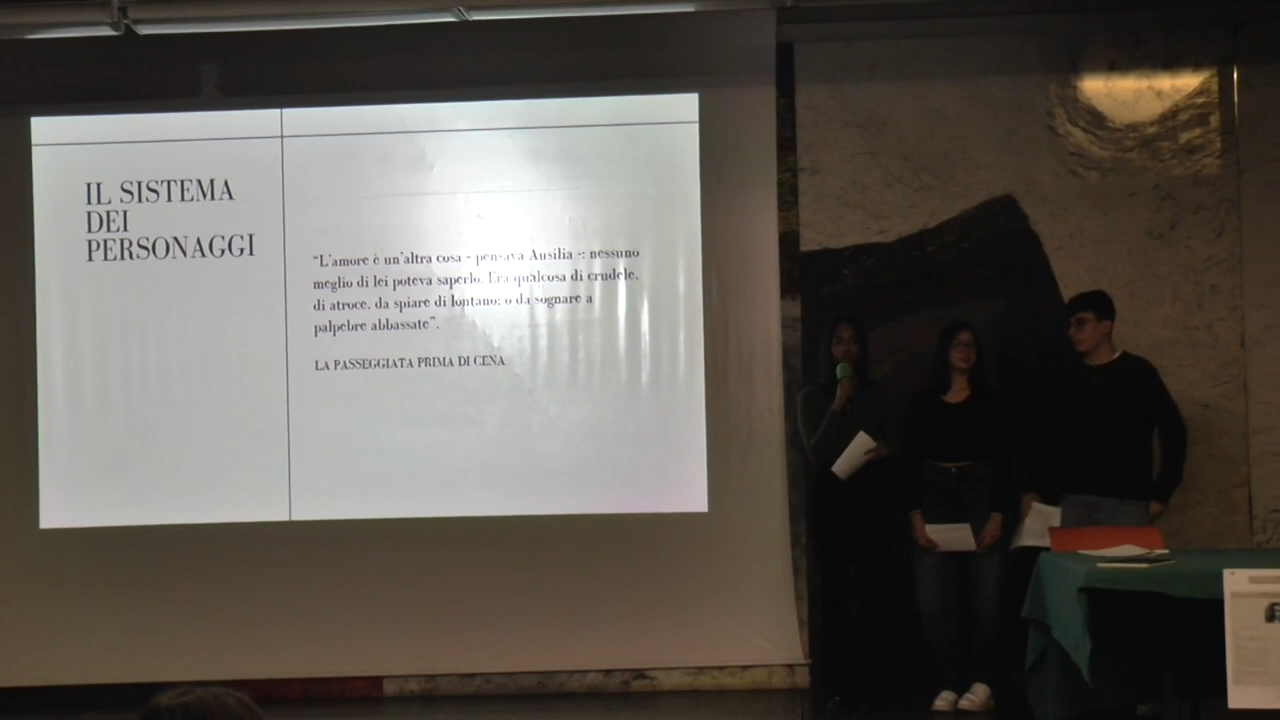 IL SISTEMA
DEI
PERSONAGGI
“L’amore è un’altra cosa - pensava Ausilia -: nessuno
meglio di lei poteva saperlo. Era qualcosa di crudele,
di atroce, da spiare di lontano; o da sognare a
palpebre abbassate”.
LA PASSEGGIATA PRIMA DI CENA